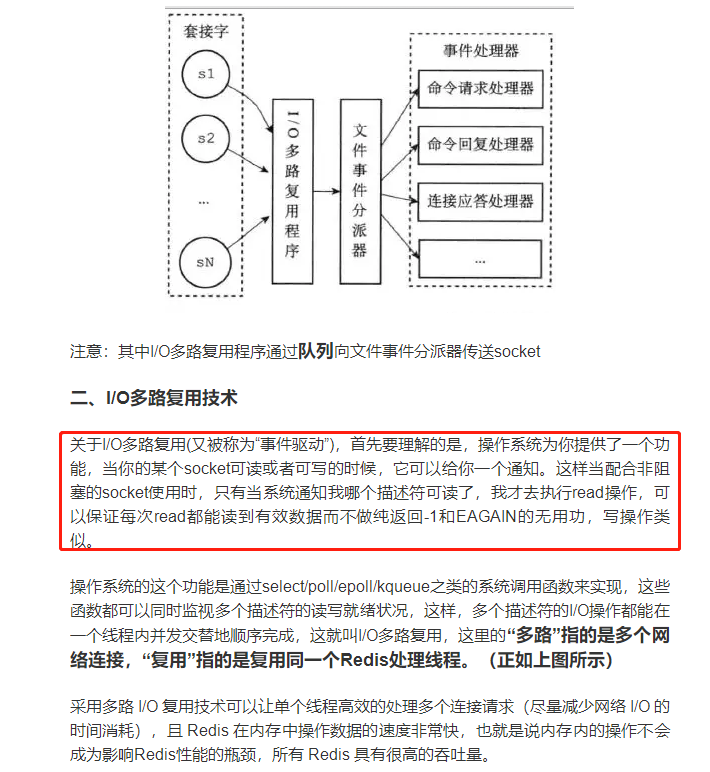 套接字
s1
s2
...
sN
I/O多路复用程序
文件事件分派器
事件处理器
命令请求处理器
命令回复处理器
连接应答处理器
...
注意：其中I/O多路复用程序通过队列向文件事件分派器传送socket
二、I/O多路复用技术
关于I/O多路复用(又被称为“事件驱动”)，首先要理解的是，操作系统为你提供了一个功
能，当你的某个socket可读或者可写的时候，它可以给你一个通知。这样当配合非阻
塞的socket使用时，只有当系统通知我哪个描述符可读了，我才去执行read操作，可
以保证每次read都能读到有效数据而不做纯返回-1和EAGAIN的无用功，写操作类
似。
操作系统的这个功能是通过select/poll/epoll/kqueue之类的系统调用函数来实现，这些
函数都可以同时监视多个描述符的读写就绪状况，这样，多个描述符的I/O操作都能在
一个线程内并发交替地顺序完成，这就叫I/O多路复用，这里的“多路”指的是多个网
络连接，“复用”指的是复用同一个Redis处理线程。（正如上图所示）
采用多路 I/O 复用技术可以让单个线程高效的处理多个连接请求（尽量减少网络 I/O 的
时间消耗），且 Redis 在内存中操作数据的速度非常快，也就是说内存内的操作不会
成为影响Redis性能的瓶颈，所有 Redis 具有很高的吞吐量。